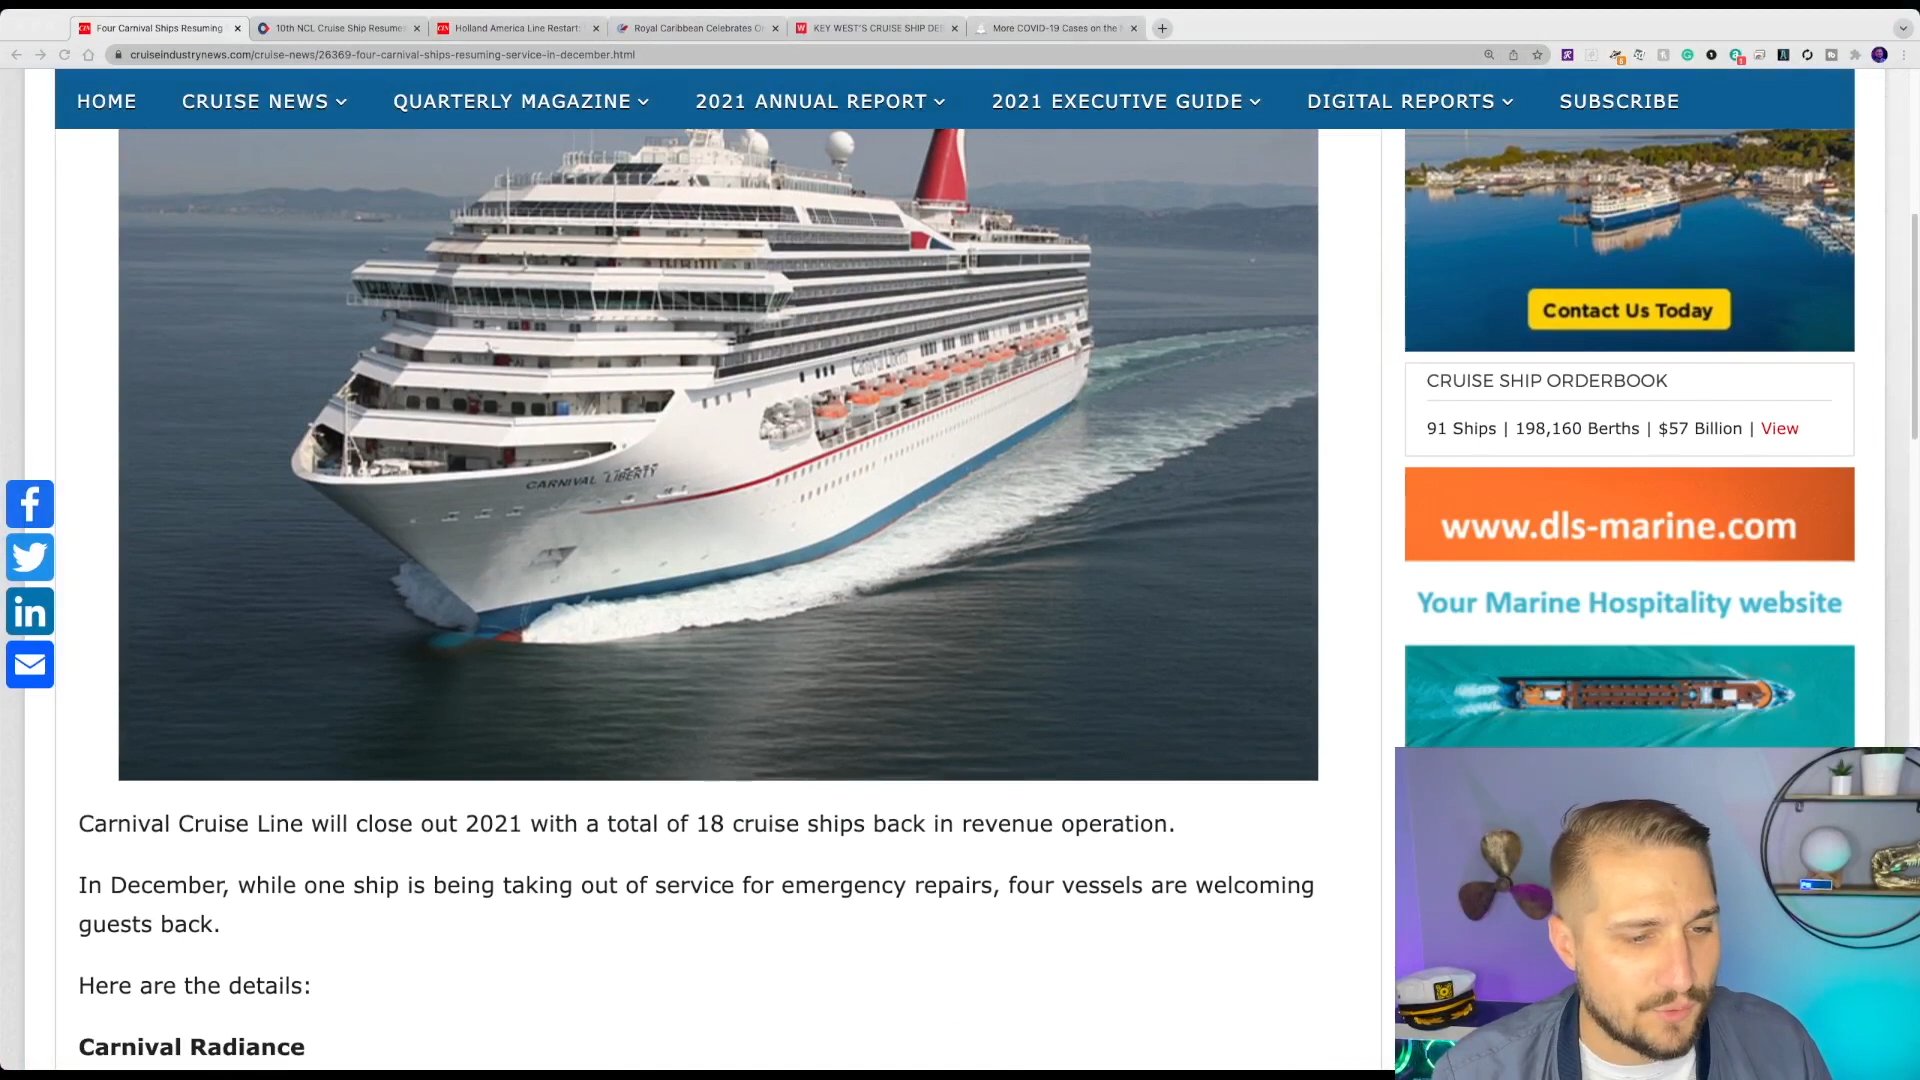 Four Carnival Ships Resuming
10th NCL Cruise Ship Resume
Holland America Line Restart:
Royal Caribbean Celebrates O
KEY WEST'S CRUISE SHIP DE
More COVID-19 Cases on the
cruiseindustrynews.com/cruise-news/26369-four-carnival-ships-resuming-service-in-december.html
HOME
CRUISE NEWS
QUARTERLY MAGAZINE
2021 ANNUAL REPORT
2021 EXECUTIVE GUIDE
DIGITAL REPORTS
SUBSCRIBE
Carnival Liberty
CARNIVAL LIBERTY
Contact Us Today
CRUISE SHIP ORDERBOOK
91 Ships | 198,160 Berths | $57 Billion | View
www.dls-marine.com
Your Marine Hospitality website
Carnival Cruise Line will close out 2021 with a total of 18 cruise ships back in revenue operation.
In December, while one ship is being taking out of service for emergency repairs, four vessels are welcoming
guests back.
Here are the details:
Carnival Radiance